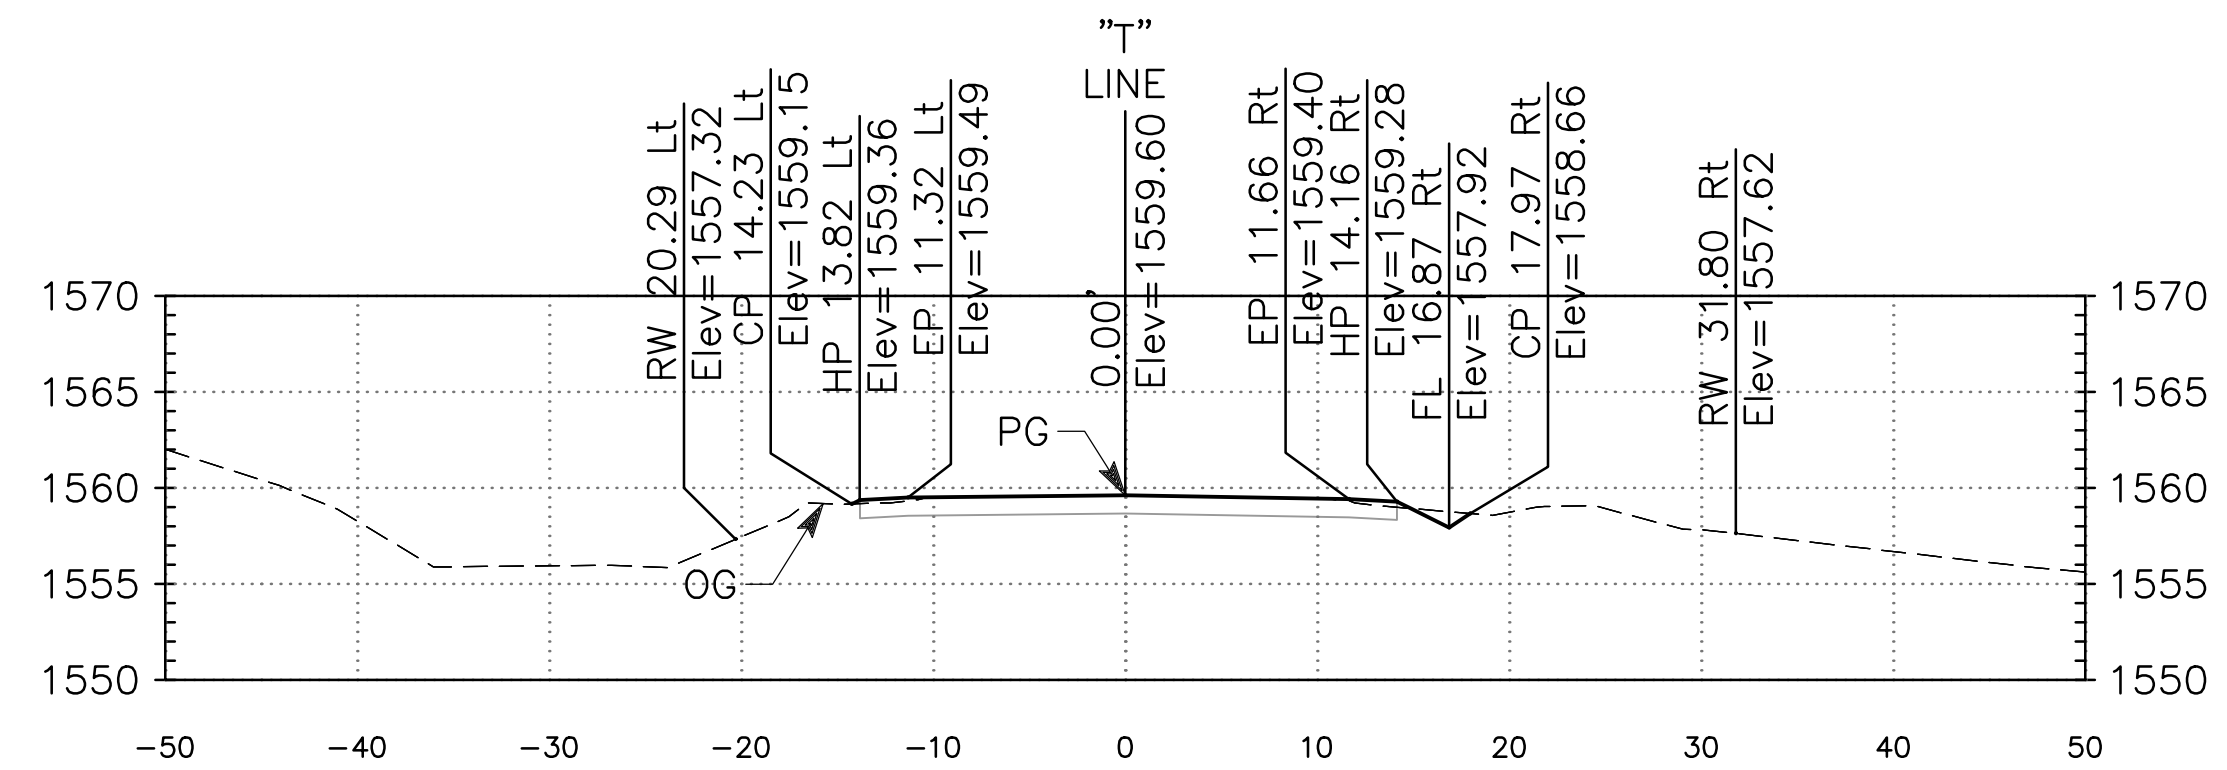 "T"
LINE
RW 20.29 Lt
Elev=1557.32
CP 14.23 Lt
Elev=1559.15
HP 13.82 Lt
Elev=1559.36
EP 11.32 Lt
Elev=1559.49
0.00'
Elev=1559.60
EP 11.66 Rt
Elev=1559.40
HP 14.16 Rt
Elev=1559.28
FL 16.87 Rt
Elev=1557.92
CP 17.97 Rt
Elev=1558.66
RW 31.80 Rt
Elev=1557.62
1570 1570
1565 1565
PG
1560 1560
OG
1555 1555
1550 1550
-50 -40 -30 -20 -10 0 10 20 30 40 50